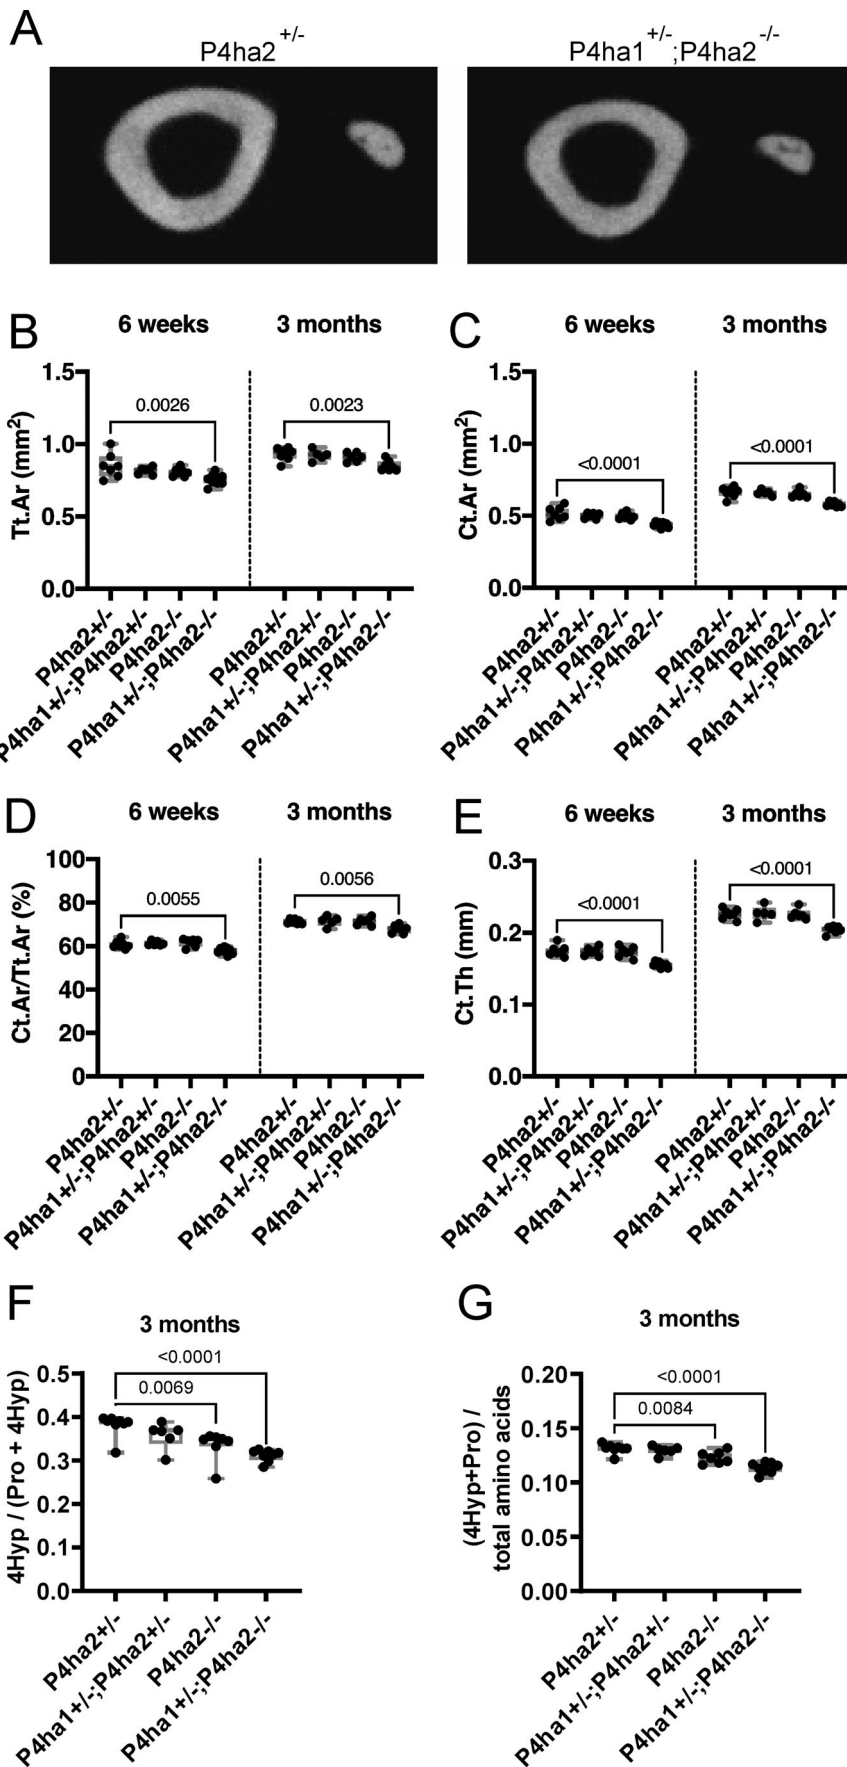 A
P4ha2+/-
P4ha1+/-;P4ha2-/-
B
6 weeks
3 months
Tt.Ar (mm2)
1.5
1.0
0.5
0.0
0.0026
0.0023
P4ha2+/-
P4ha1+/-;P4ha2+/-
P4ha2-/-
P4ha1+/-;P4ha2-/-
P4ha2+/-
P4ha1+/-;P4ha2+/-
P4ha2-/-
P4ha1+/-;P4ha2-/-
C
6 weeks
3 months
Ct.Ar (mm2)
1.5
1.0
0.5
0.0
<0.0001
<0.0001
P4ha2+/-
P4ha1+/-;P4ha2+/-
P4ha2-/-
P4ha1+/-;P4ha2-/-
P4ha2+/-
P4ha1+/-;P4ha2+/-
P4ha2-/-
P4ha1+/-;P4ha2-/-
D
6 weeks
3 months
Ct.Ar/Tt.Ar (%)
100
80
60
40
20
0
0.0055
0.0056
P4ha2+/-
P4ha1+/-;P4ha2+/-
P4ha2-/-
P4ha1+/-;P4ha2-/-
P4ha2+/-
P4ha1+/-;P4ha2+/-
P4ha2-/-
P4ha1+/-;P4ha2-/-
E
6 weeks
3 months
Ct.Th (mm)
0.3
0.2
0.1
0.0
<0.0001
<0.0001
P4ha2+/-
P4ha1+/-;P4ha2+/-
P4ha2-/-
P4ha1+/-;P4ha2-/-
P4ha2+/-
P4ha1+/-;P4ha2+/-
P4ha2-/-
P4ha1+/-;P4ha2-/-
F
3 months
4Hyp / (Pro + 4Hyp)
0.5
0.4
0.3
0.2
0.1
0.0
<0.0001
0.0069
P4ha2+/-
P4ha1+/-;P4ha2+/-
P4ha2-/-
P4ha1+/-;P4ha2-/-
G
3 months
(4Hyp+Pro) /
total amino acids
0.20
0.15
0.10
0.05
0.00
<0.0001
0.0084
P4ha2+/-
P4ha1+/-;P4ha2+/-
P4ha2-/-
P4ha1+/-;P4ha2-/-